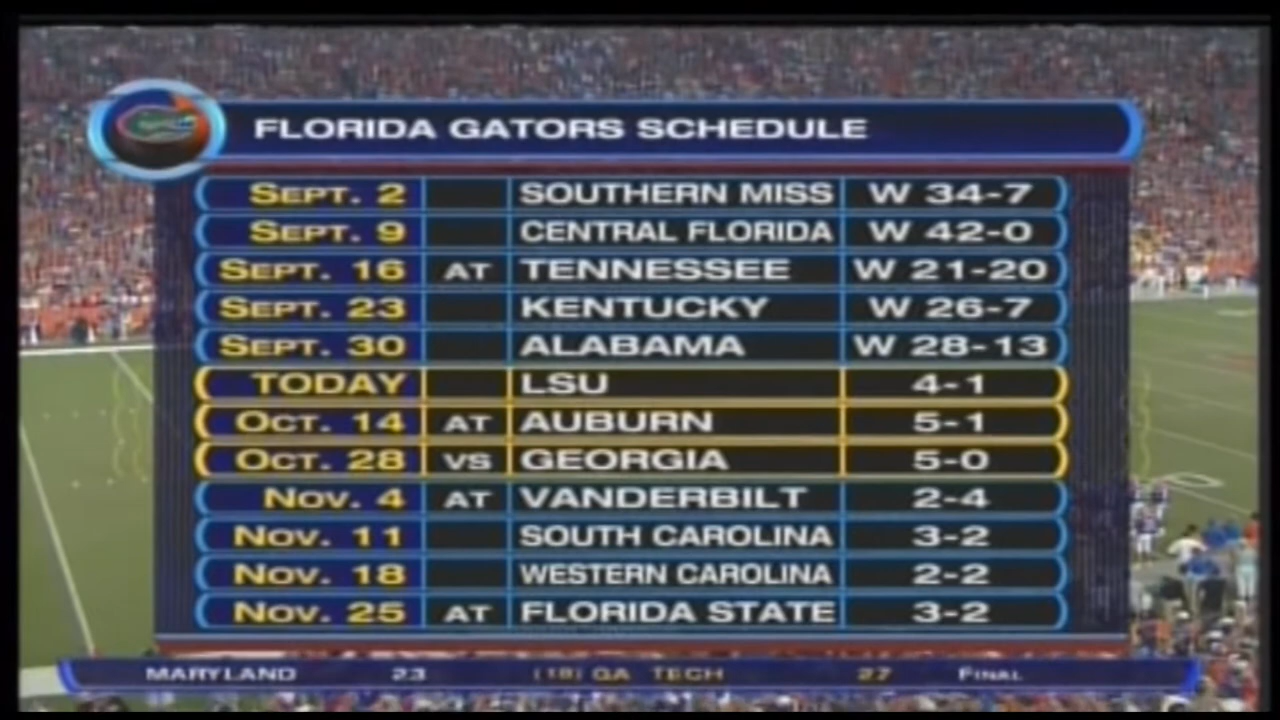 FLORIDA GATORS SCHEDULE
SEPT. 2 SOUTHERN MISS W 34-7
SEPT. 9 CENTRAL FLORIDA W 42-0
SEPT. 16 AT TENNESSEE W 21-20
SEPT. 23 KENTUCKY W 26-7
SEPT. 30 ALABAMA W 28-13
TODAY LSU 4-1
OCT. 14 AT AUBURN 5-1
OCT. 28 VS GEORGIA 5-0
NOV. 4 AT VANDERBILT 2-4
NOV. 11 SOUTH CAROLINA 3-2
NOV. 18 WESTERN CAROLINA 2-2
NOV. 25 AT FLORIDA STATE 3-2
MARYLAND 23 (18) GA TECH 27 FINAL